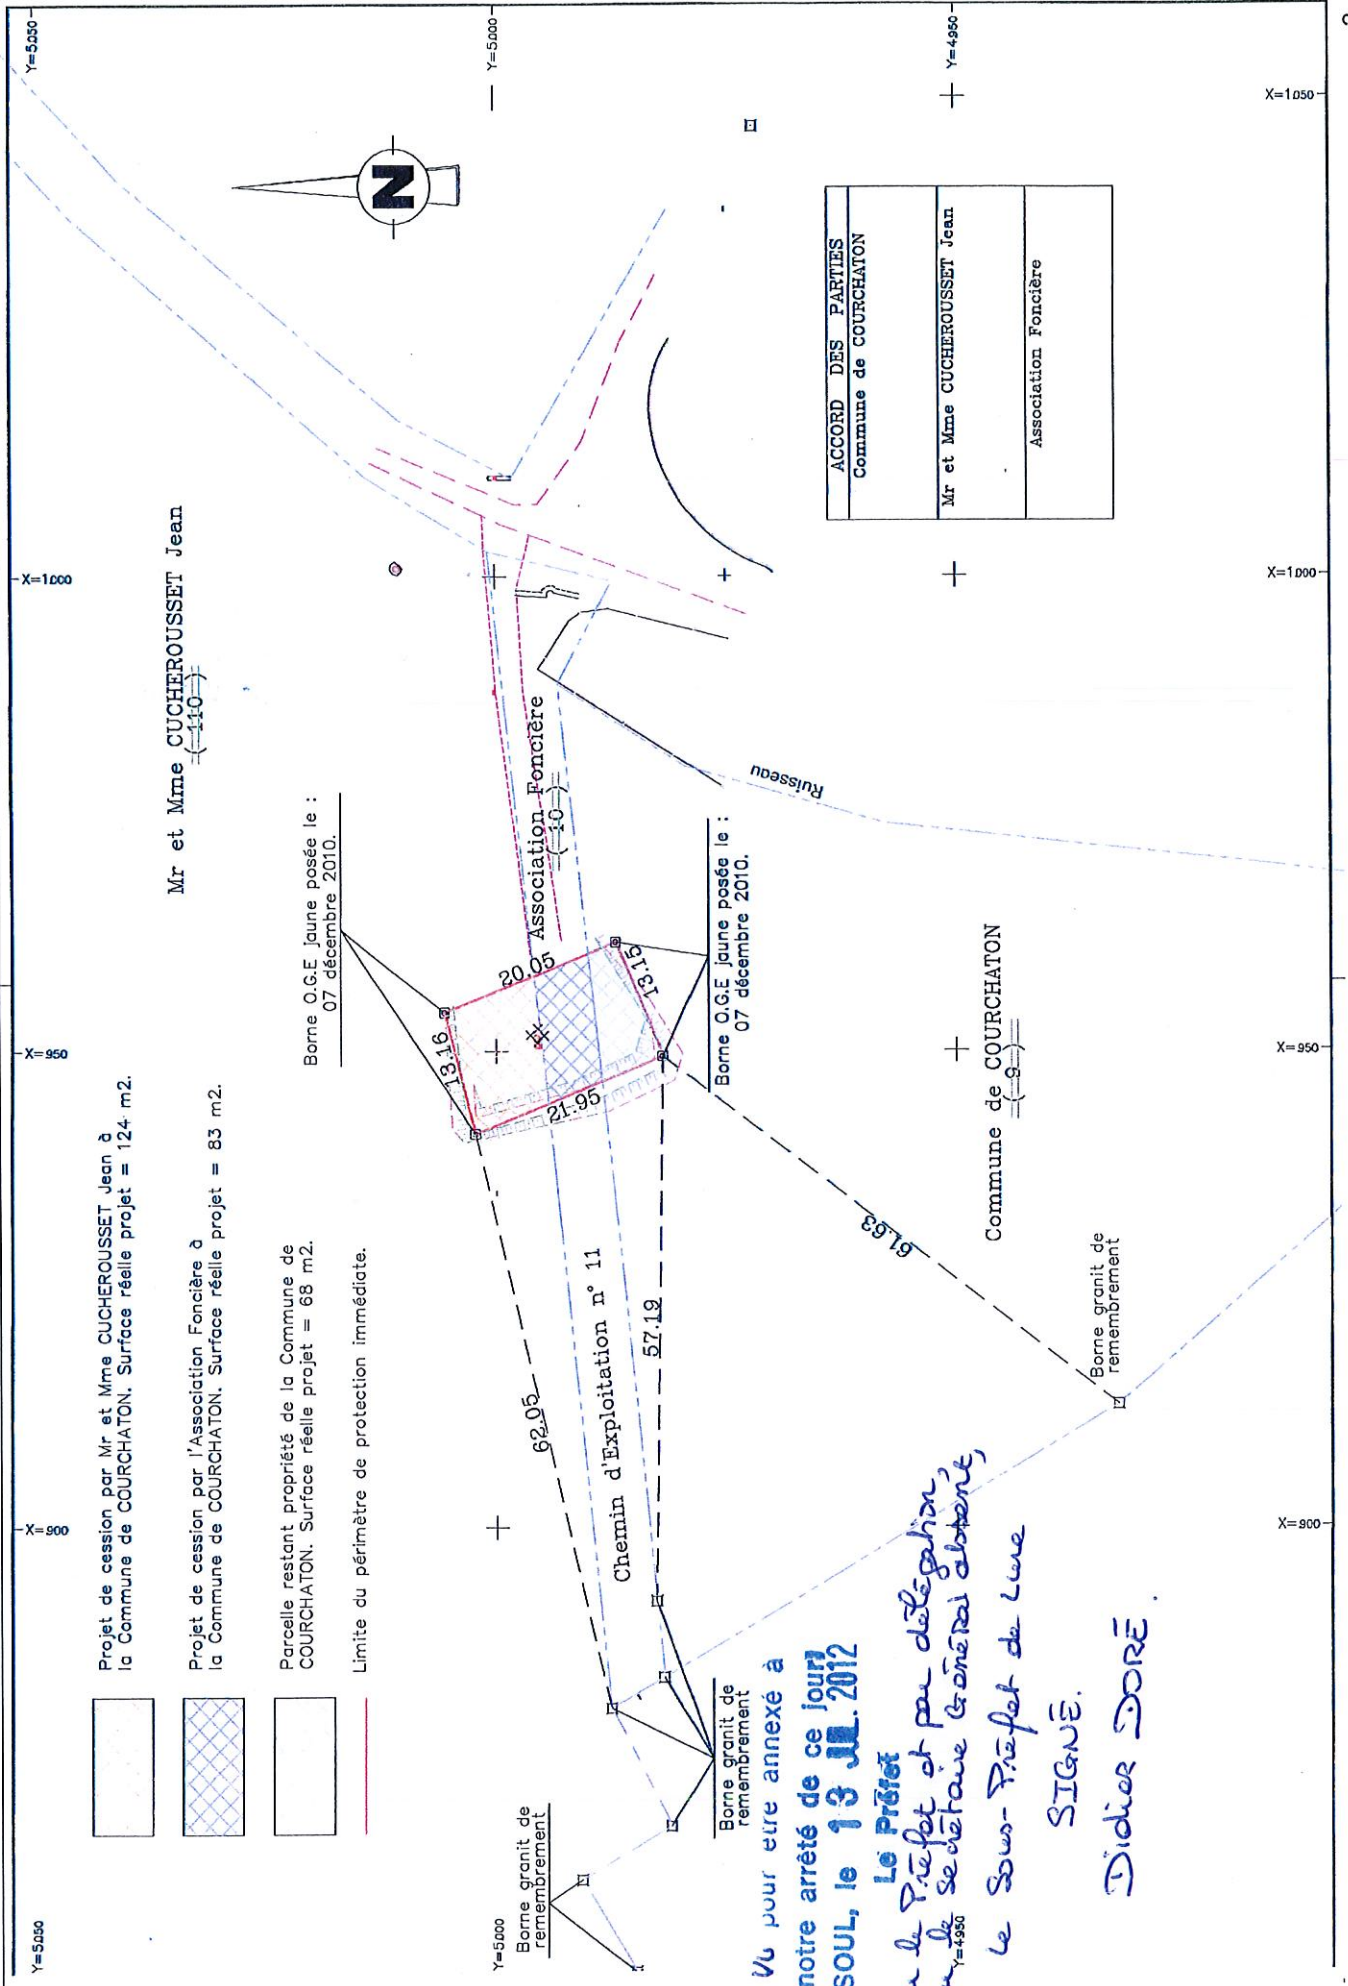 Y=5050
Y=5000
Y=4950
X=1050
X=1000
X=950
X=900
Projet de cession par Mr et Mme CUCHEROUSSET Jean à
la Commune de COURCHATON. Surface réelle projet = 124 m2.
Projet de cession par l'Association Foncière à
la Commune de COURCHATON. Surface réelle projet = 83 m2.
Parcelle restant propriété de la Commune de
COURCHATON. Surface réelle projet = 68 m2.
Limite du périmètre de protection immédiate.
Mr et Mme CUCHEROUSSET Jean
(110)
N
Borne O.G.E jaune posée le :
07 décembre 2010.
13.16
20.05
21.95
13.15
Association Foncière
(10)
Borne O.G.E jaune posée le :
07 décembre 2010.
Ruisseau
62.05
Chemin d'Exploitation n° 11
57.19
61.63
Commune de COURCHATON
(9)
Borne granit de
remembrement
Borne granit de
remembrement
Borne granit de
remembrement
ACCORD DES PARTIES
Commune de COURCHATON
Mr et Mme CUCHEROUSSET Jean
Association Foncière
X=1000
X=950
X=900
Y=5050
Y=5000
Y=4950
Vu pour être annexé à
notre arrêté de ce jour
SOUL, le 13 JUIL. 2012
Le Préfet
le Préfet et par délégation,
le Secrétaire Général absent,
Le Sous-Préfet de Lure
SIGNÉ.
Didier DORÉ.